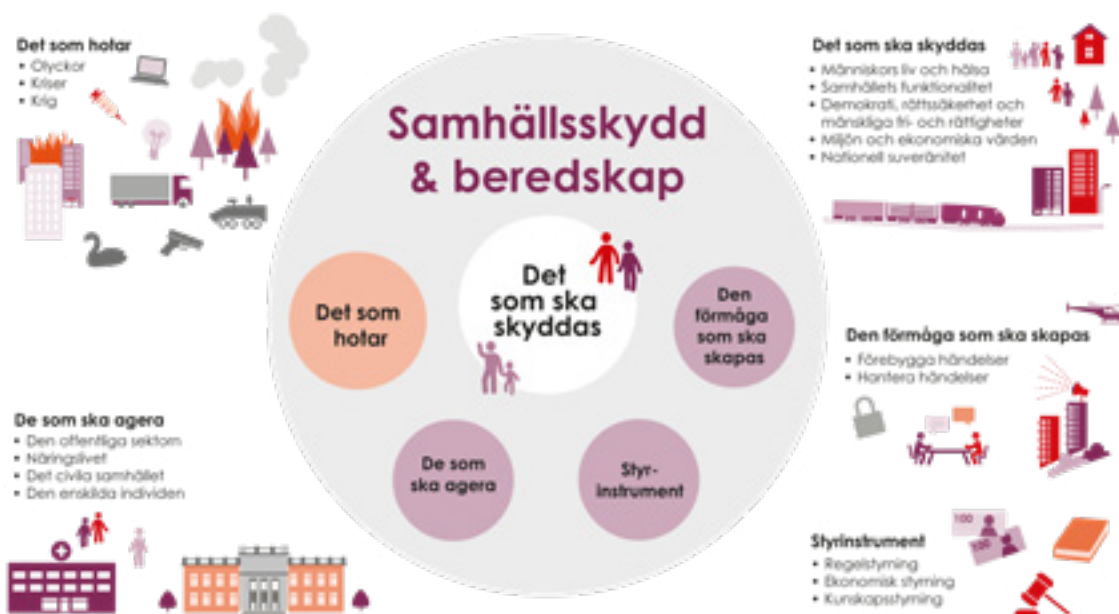 Det som hotar
• Olyckor
• Kriser
• Krig
Samhällsskydd
& beredskap
Det
som ska
skyddas
Det som
hotar
Den
förmåga
som ska
skapas
De som
ska agera
Styr-
instrument
De som ska agera
• Den offentliga sektorn
• Näringslivet
• Det civila samhället
• Den enskilda individen
Det som ska skyddas
• Människors liv och hälsa
• Samhällets funktionalitet
• Demokrati, rättssäkerhet och
mänskliga fri- och rättigheter
• Miljön och ekonomiska värden
• Nationell suveränitet
Den förmåga som ska skapas
• Förebygga händelser
• Hantera händelser
100
100
Styrinstrument
• Regelstyrning
• Ekonomisk styrning
• Kunskapsstyrning